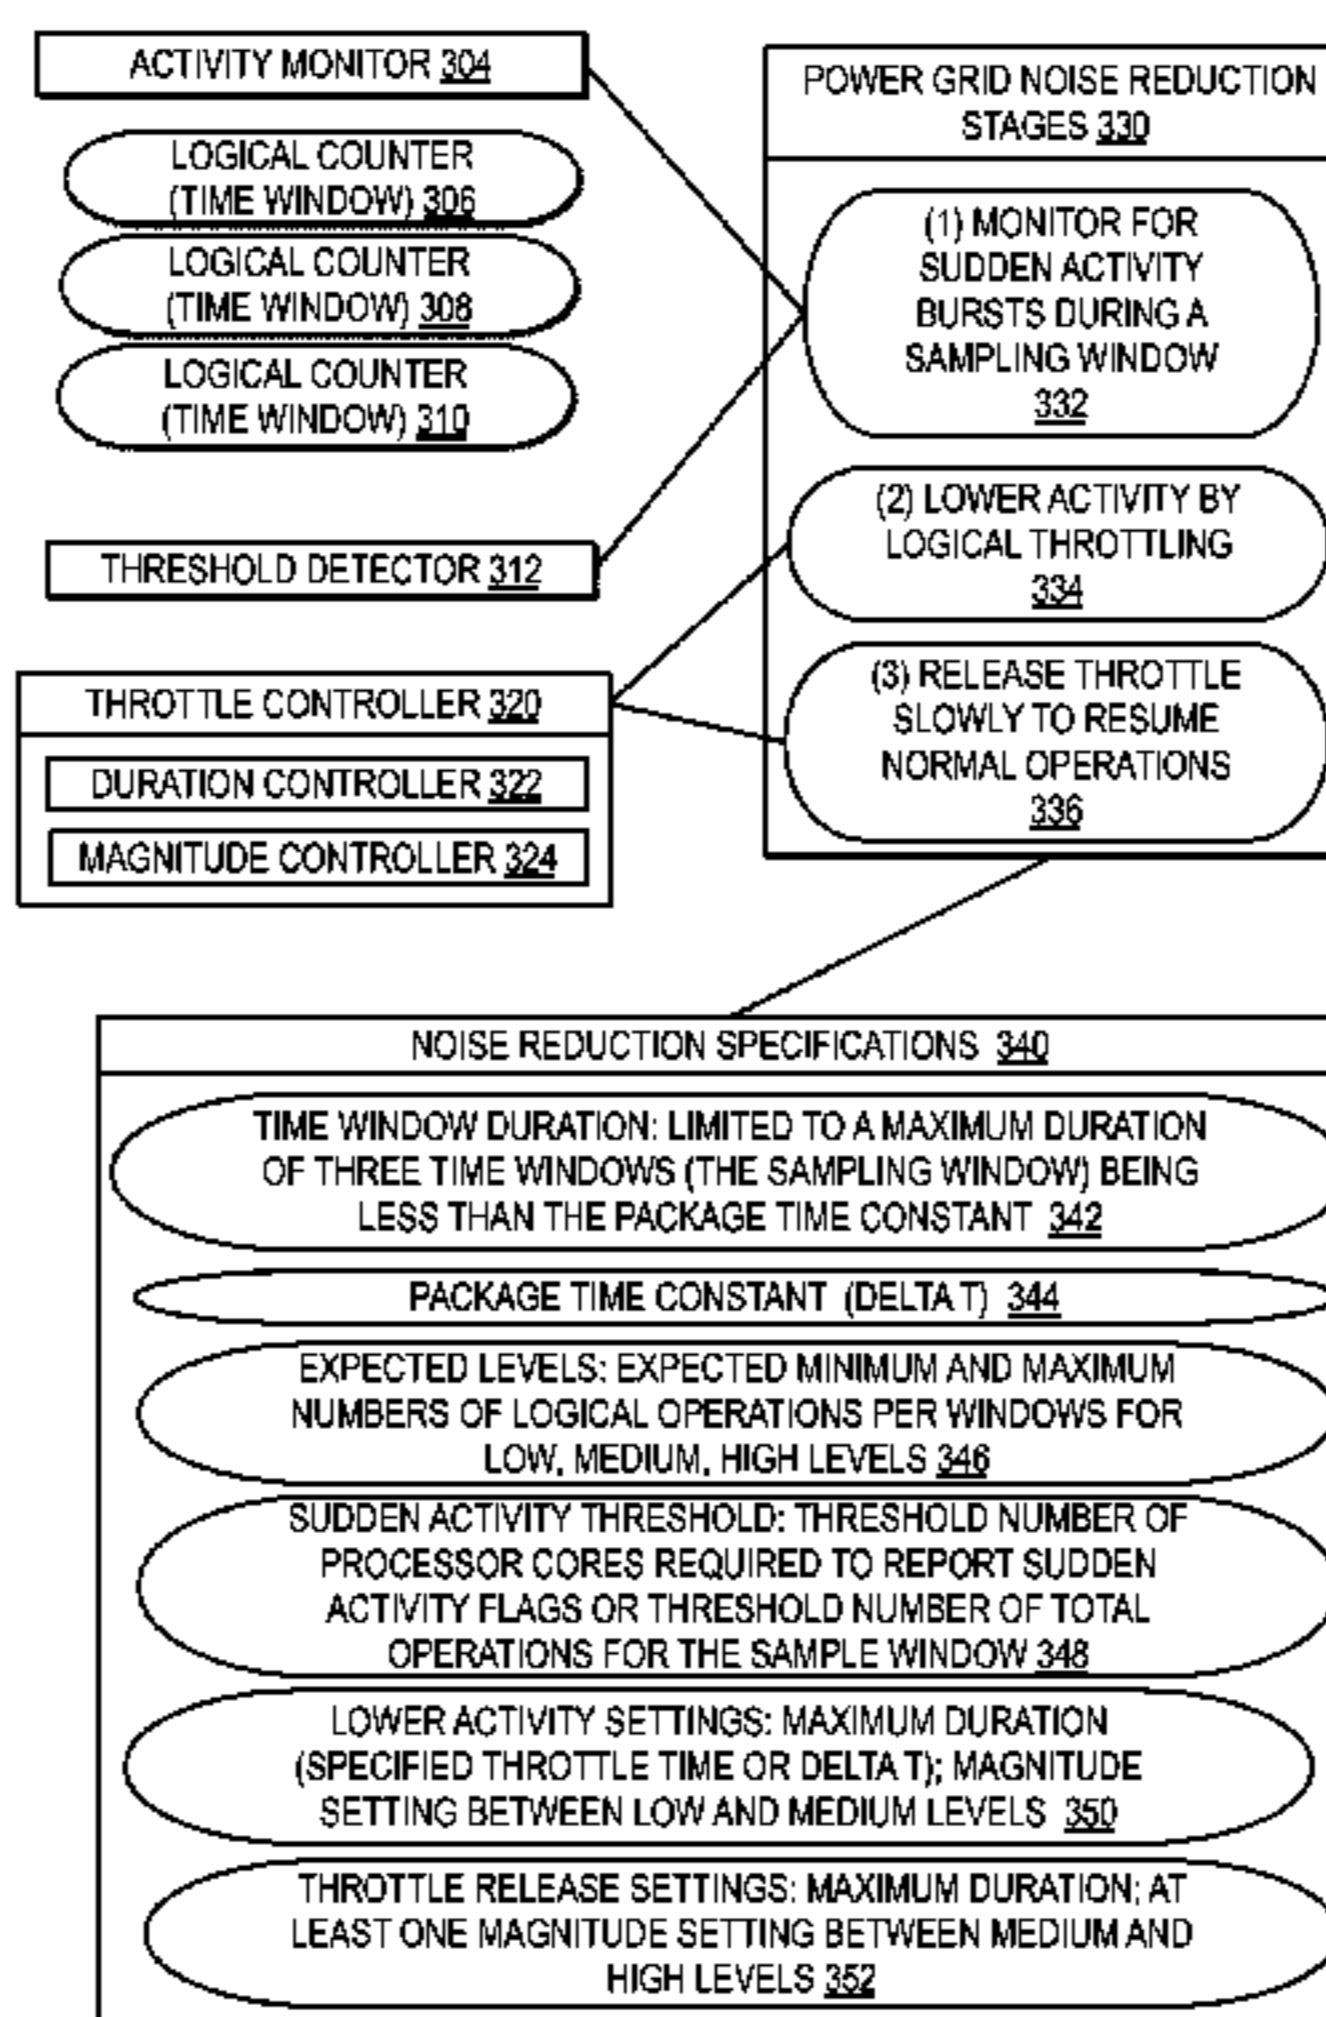 ACTIVITY MONITOR 304
LOGICAL COUNTER
(TIME WINDOW) 306
LOGICAL COUNTER
(TIME WINDOW) 308
LOGICAL COUNTER
(TIME WINDOW) 310
THRESHOLD DETECTOR 312
THROTTLE CONTROLLER 320
DURATION CONTROLLER 322
MAGNITUDE CONTROLLER 324
POWER GRID NOISE REDUCTION
STAGES 330
(1) MONITOR FOR
SUDDEN ACTIVITY
BURSTS DURING A
SAMPLING WINDOW
332
(2) LOWER ACTIVITY BY
LOGICAL THROTTLING
334
(3) RELEASE THROTTLE
SLOWLY TO RESUME
NORMAL OPERATIONS
336
NOISE REDUCTION SPECIFICATIONS 340
TIME WINDOW DURATION: LIMITED TO A MAXIMUM DURATION
OF THREE TIME WINDOWS (THE SAMPLING WINDOW) BEING
LESS THAN THE PACKAGE TIME CONSTANT 342
PACKAGE TIME CONSTANT (DELTA T) 344
EXPECTED LEVELS: EXPECTED MINIMUM AND MAXIMUM
NUMBERS OF LOGICAL OPERATIONS PER WINDOWS FOR
LOW, MEDIUM, HIGH LEVELS 346
SUDDEN ACTIVITY THRESHOLD: THRESHOLD NUMBER OF
PROCESSOR CORES REQUIRED TO REPORT SUDDEN
ACTIVITY FLAGS OR THRESHOLD NUMBER OF TOTAL
OPERATIONS FOR THE SAMPLE WINDOW 348
LOWER ACTIVITY SETTINGS: MAXIMUM DURATION
(SPECIFIED THROTTLE TIME OR DELTA T); MAGNITUDE
SETTING BETWEEN LOW AND MEDIUM LEVELS 350
THROTTLE RELEASE SETTINGS: MAXIMUM DURATION; AT
LEAST ONE MAGNITUDE SETTING BETWEEN MEDIUM AND
HIGH LEVELS 352